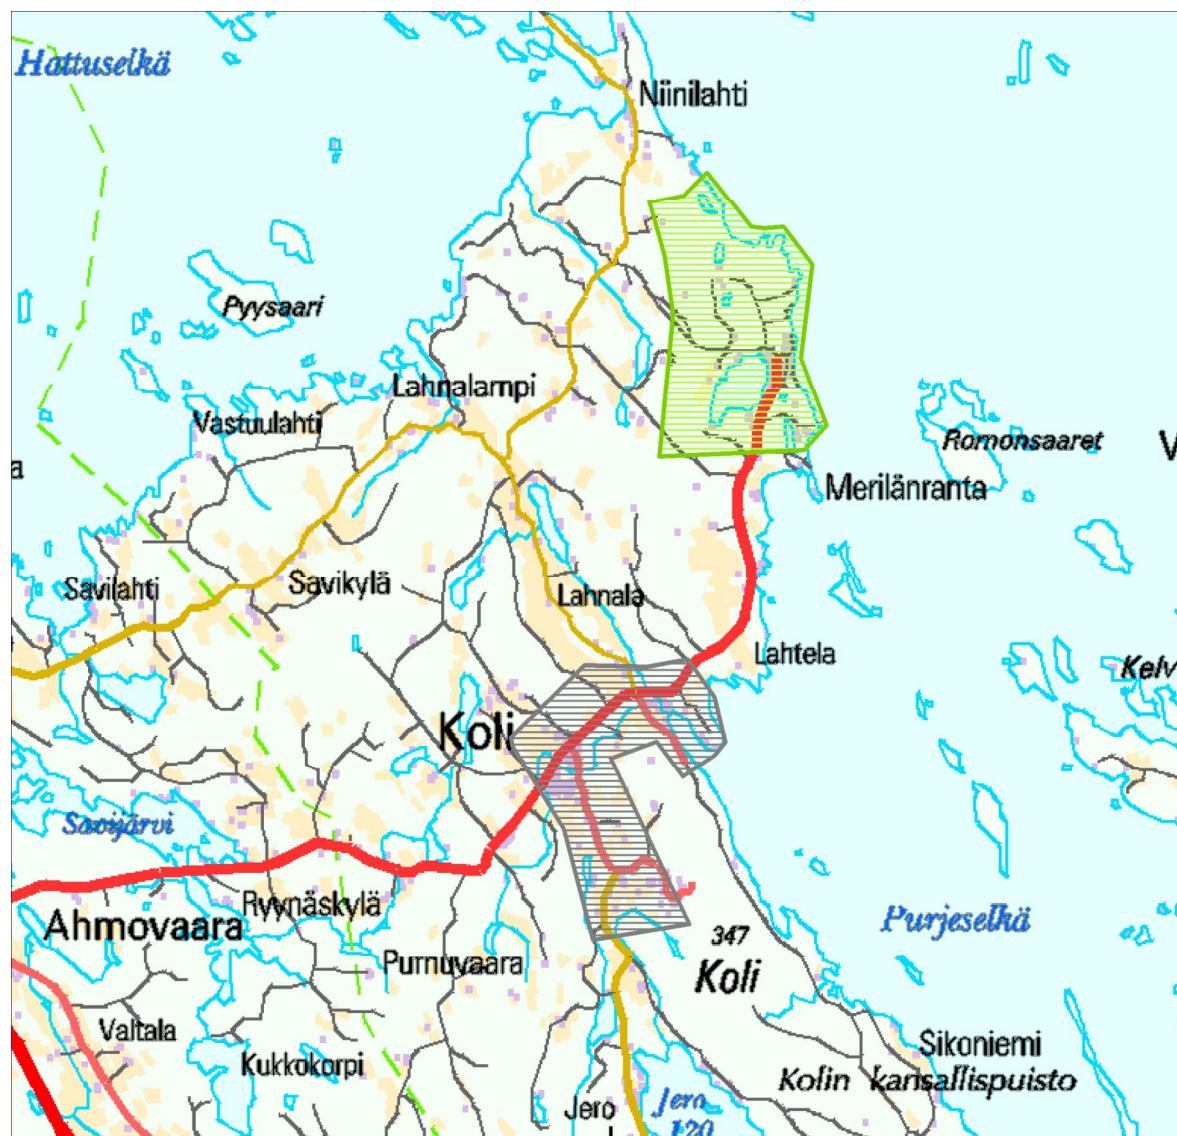 Hattuselkä
Niinilahti
Pyysaari
Lahnalampi
Vastuulahti
Romonsaaret
V
a
Merilänranta
Savilahti
Savikylä
Lahnala
Lahtela
Kelv
Koli
Savijärvi
Ryynäskylä
Ahmovaara
Purjeselkä
347
Koli
Purnuvaara
Valtala
Sikoniemi
Kukkokorpi
Kolin kansallispuisto
Jero
Jero
120